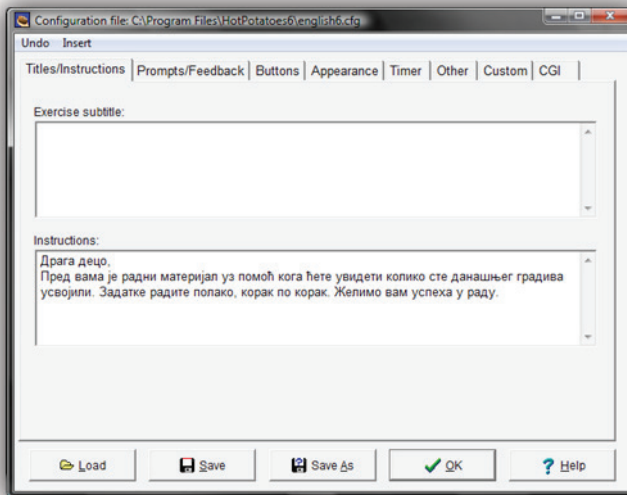 Configuration file: C:\Program Files\HotPotatoes6\english6.cfg
Undo Insert
Titles/Instructions Prompts/Feedback Buttons Appearance Timer Other Custom CGI
Exercise subtitle:
Instructions:
Драга децо,
Пред вама је радни материјал уз помоћ кога ћете увидети колико сте данашњег градива
усвојили. Задатке радите полако, корак по корак. Желимо вам успеха у раду.
Load Save Save As OK Help